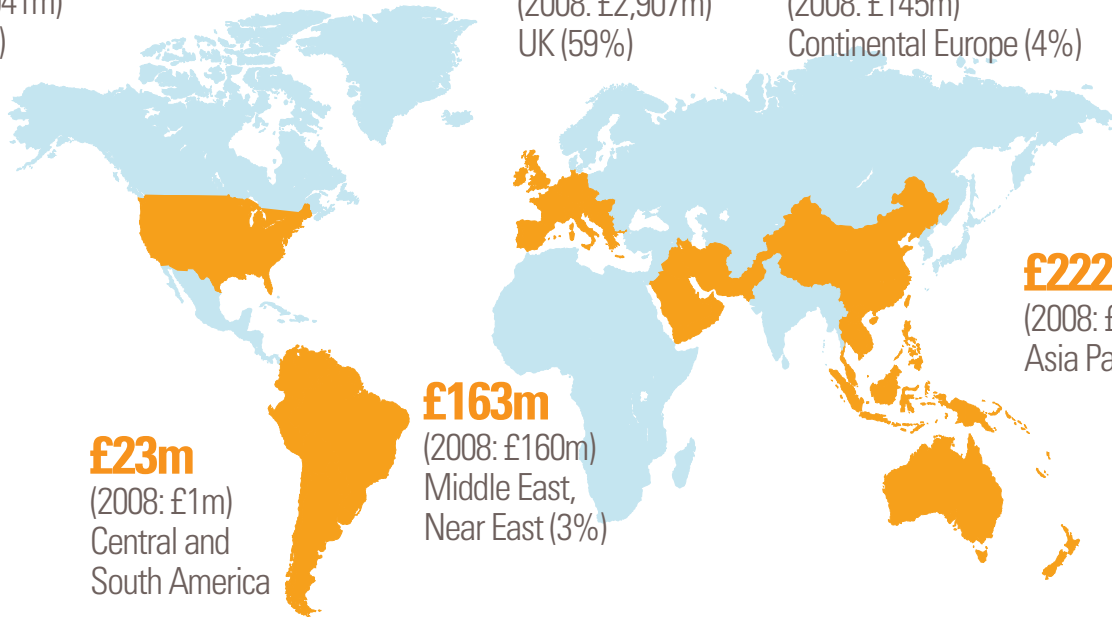 (2008: £2,907m)
UK (59%)
(2008: £145m)
Continental Europe (4%)
£222
(2008: £
Asia
£163m
(2008: £160m)
Middle East,
Near East (3%)
£23m
(2008: £1m)
Central and
South America